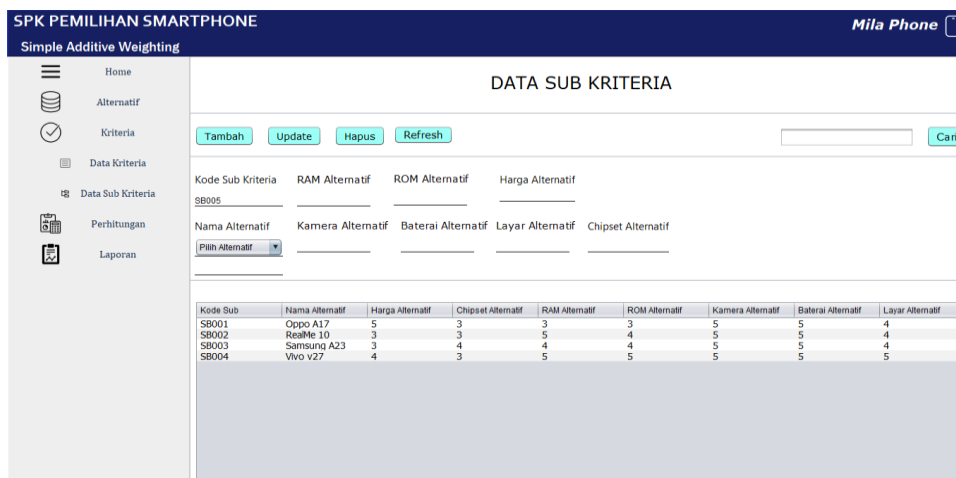 SPK PEMILIHAN SMARTPHONE
Mila Phone
Simple Additive Weighting
Home
Alternatif
Kriteria
Data Kriteria
Data Sub Kriteria
Perhitungan
Laporan
DATA SUB KRITERIA
Tambah Update Hapus Refresh Cari
Kode Sub Kriteria RAM Alternatif ROM Alternatif Harga Alternatif
SB005
Nama Alternatif Kamera Alternatif Baterai Alternatif Layar Alternatif Chipset Alternatif
Pilih Alternatif
Kode Sub Nama Alternatif Harga Alternatif Chipset Alternatif RAM Alternatif ROM Alternatif Kamera Alternatif Baterai Alternatif Layar Alternatif
SB001 Oppo A17 5 3 3 3 5 5 4
SB002 RealMe 10 3 3 5 4 5 5 4
SB003 Samsung A23 3 4 4 4 5 5 4
SB004 Vivo v27 4 3 5 5 5 5 5